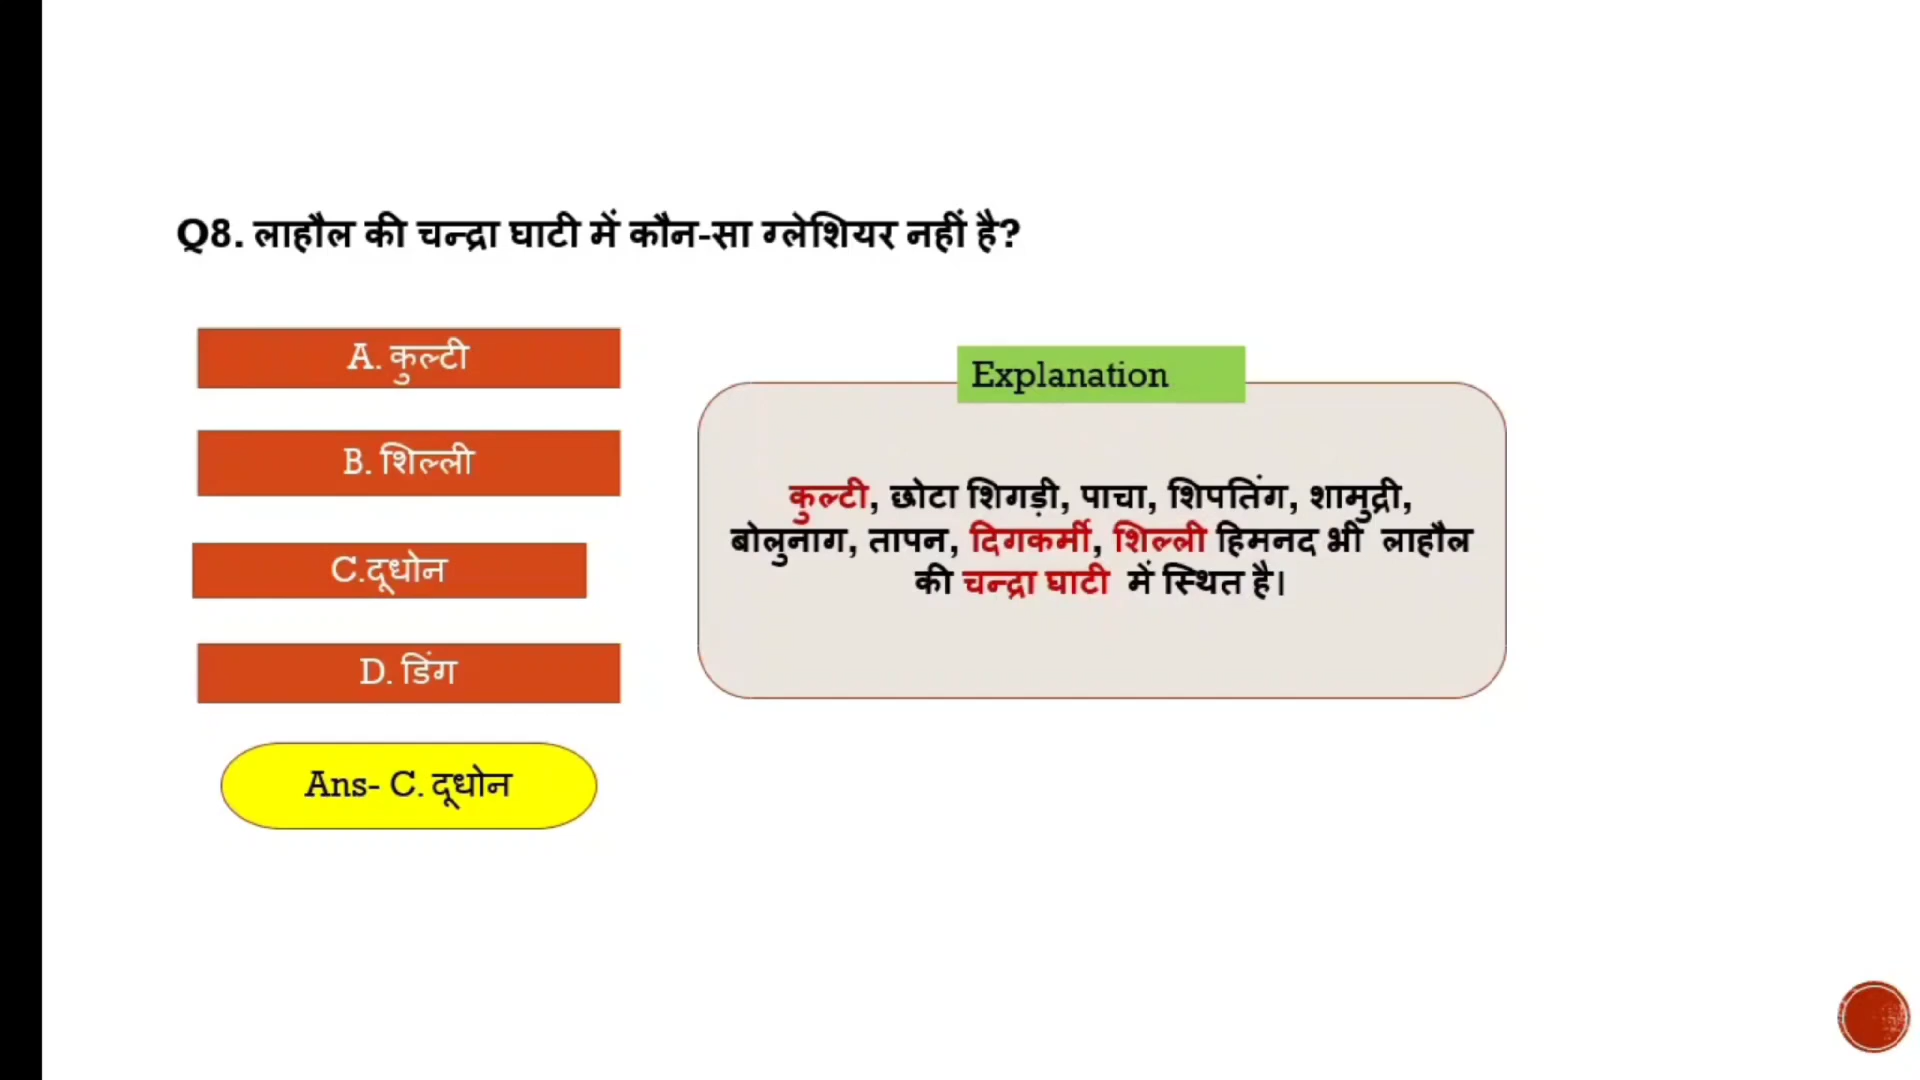 Q8. लाहौल की चन्द्रा घाटी में कौन-सा ग्लेशियर नहीं है?
A. कुल्टी
B. शिल्ली
C.दूधोन
D. डिंग
Ans- C. दूधोन
Explanation
कुल्टी, छोटा शिगड़ी, पाचा, शिपतिंग, शामुद्री,
बोलुनाग, तापन, दिगकर्मी, शिल्ली हिमनद भी लाहौल
की चन्द्रा घाटी में स्थित है।